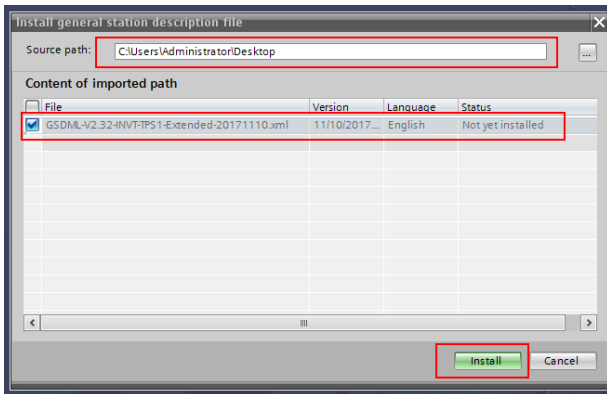 Install general station description file
Source path: C:\Users\Administrator\Desktop ...
Content of imported path
File Version Language Status
GSDML-V2.32-INVT-TPS1-Extended-20171110.xml 11/10/2017... English Not yet installed
Install Cancel